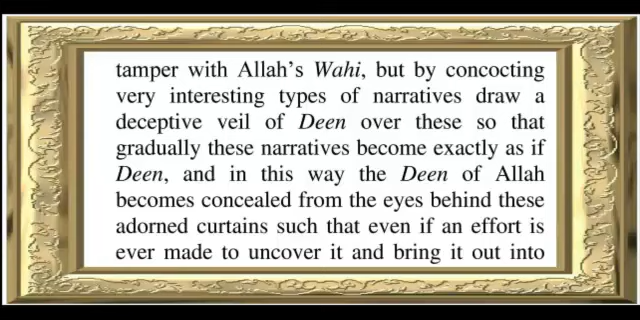 tamper with Allah's Wahi, but by concocting
very interesting types of narratives draw a
deceptive veil of Deen over these so that
gradually these narratives become exactly as if
Deen, and in this way the Deen of Allah
becomes concealed from the eyes behind these
adorned curtains such that even if an effort is
ever made to uncover it and bring it out into